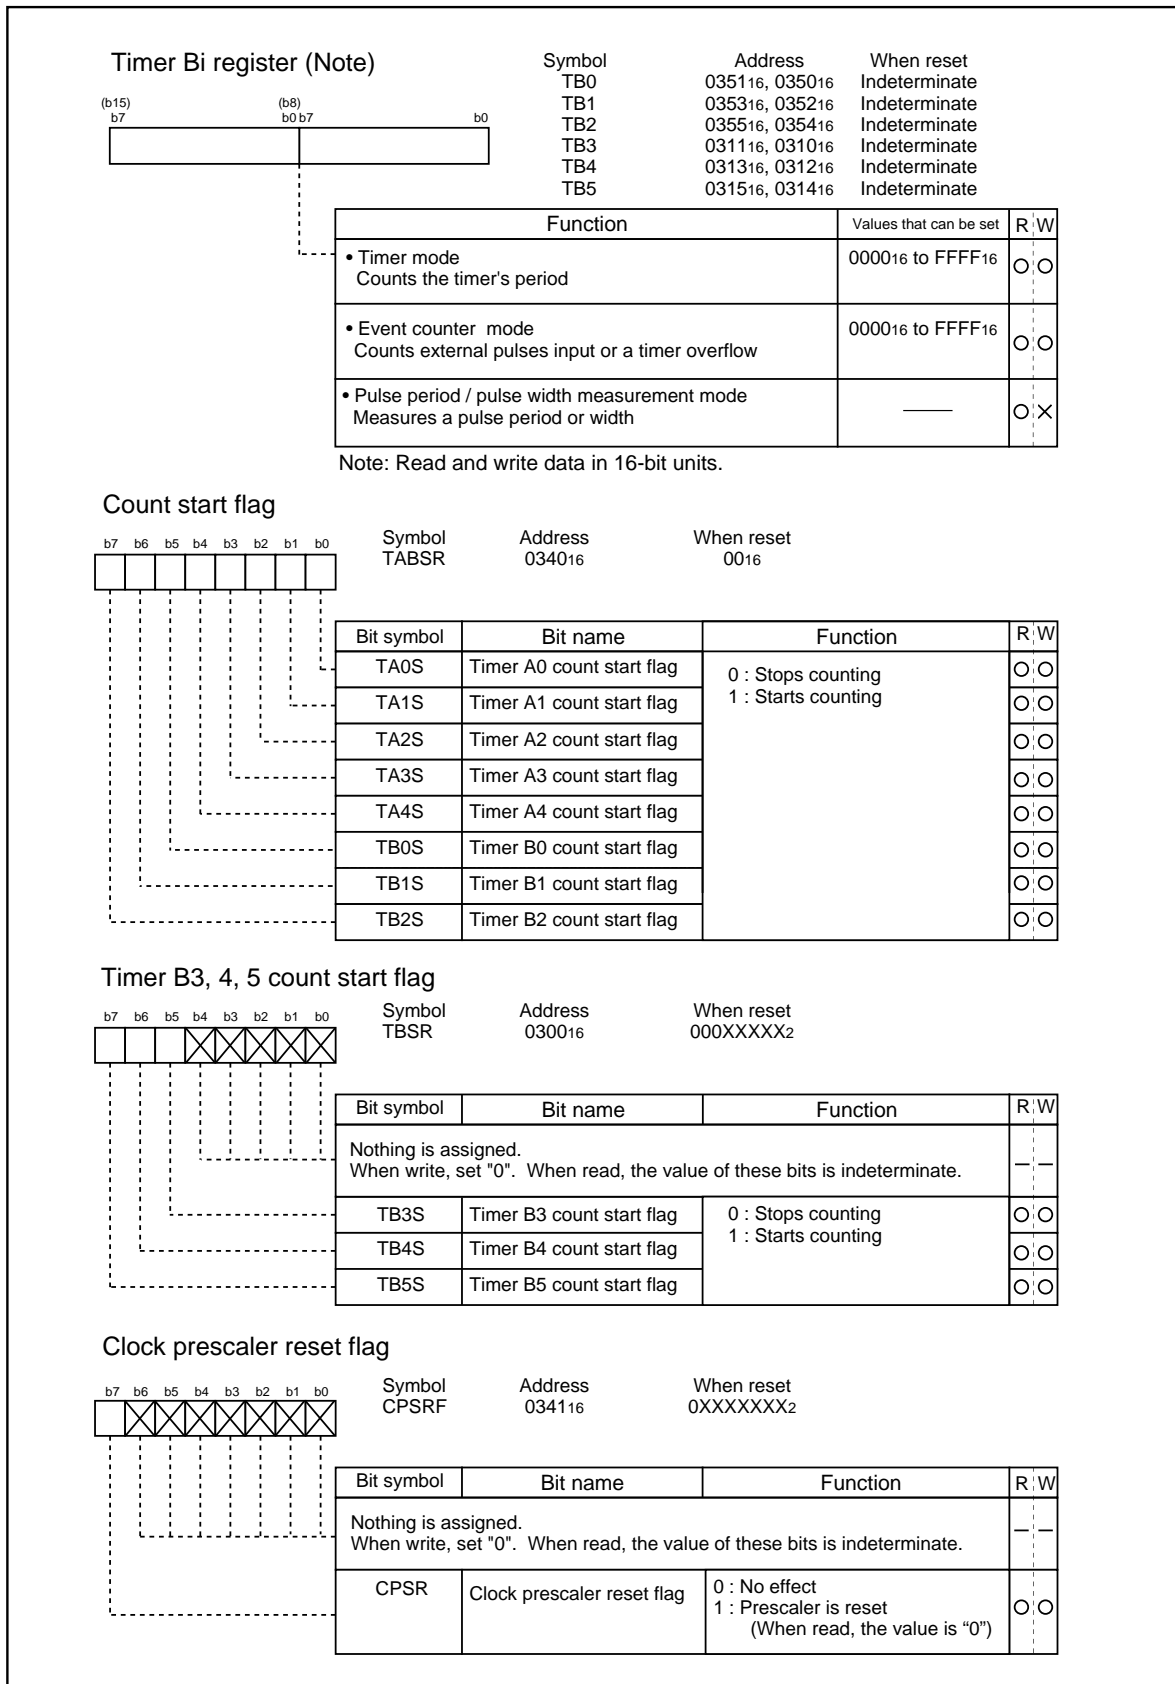 Timer Bi register (Note)
Symbol Address When reset
TB0 035116, 035016 Indeterminate
TB1 035316, 035216 Indeterminate
TB2 035516, 035416 Indeterminate
TB3 031116, 031016 Indeterminate
TB4 031316, 031216 Indeterminate
TB5 031516, 031416 Indeterminate
(b15) (b8)
b7 b0 b7 b0
Function Values that can be set R W
• Timer mode 000016 to FFFF16
Counts the timer's period
• Event counter mode 000016 to FFFF16
Counts external pulses input or a timer overflow
• Pulse period / pulse width measurement mode
Measures a pulse period or width
Note: Read and write data in 16-bit units.
Count start flag
Symbol Address When reset
TABSR 034016 0016
b7 b6 b5 b4 b3 b2 b1 b0
Bit symbol Bit name Function R W
TA0S Timer A0 count start flag 0 : Stops counting
1 : Starts counting
TA1S Timer A1 count start flag
TA2S Timer A2 count start flag
TA3S Timer A3 count start flag
TA4S Timer A4 count start flag
TB0S Timer B0 count start flag
TB1S Timer B1 count start flag
TB2S Timer B2 count start flag
Timer B3, 4, 5 count start flag
Symbol Address When reset
TBSR 030016 000XXXXX2
b7 b6 b5 b4 b3 b2 b1 b0
Bit symbol Bit name Function R W
Nothing is assigned.
When write, set "0". When read, the value of these bits is indeterminate. – –
TB3S Timer B3 count start flag 0 : Stops counting
1 : Starts counting
TB4S Timer B4 count start flag
TB5S Timer B5 count start flag
Clock prescaler reset flag
Symbol Address When reset
CPSRF 034116 0XXXXXXX2
b7 b6 b5 b4 b3 b2 b1 b0
Bit symbol Bit name Function R W
Nothing is assigned.
When write, set "0". When read, the value of these bits is indeterminate. – –
CPSR Clock prescaler reset flag 0 : No effect
1 : Prescaler is reset
(When read, the value is “0”)